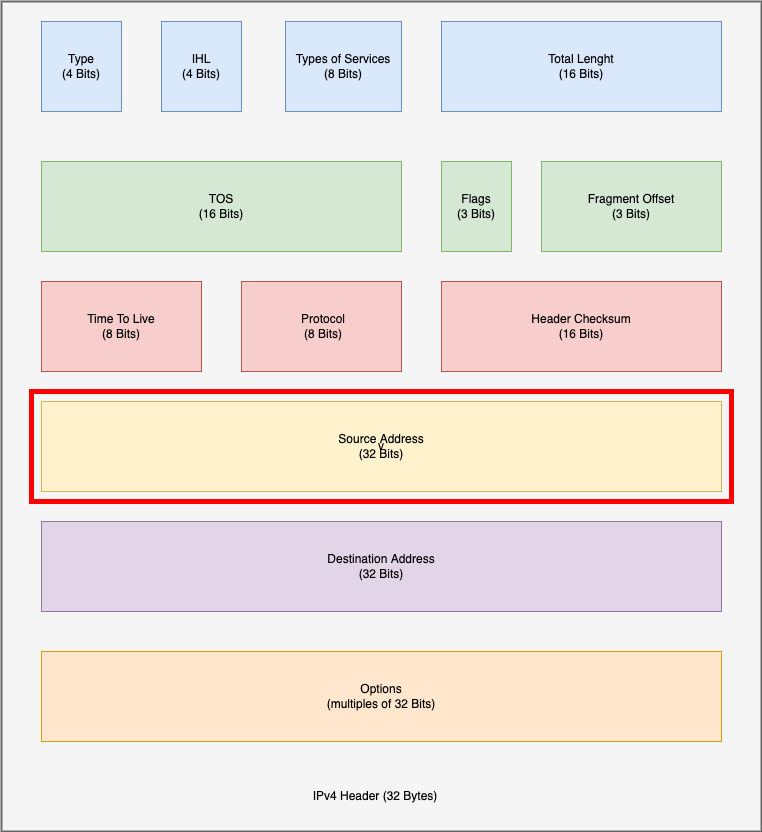 Type
(4 Bits)
IHL
(4 Bits)
Types of Services
(8 Bits)
Total Lenght
(16 Bits)
TOS
(16 Bits)
Flags
(3 Bits)
Fragment Offset
(3 Bits)
Time To Live
(8 Bits)
Protocol
(8 Bits)
Header Checksum
(16 Bits)
Source Address
v
(32 Bits)
Destination Address
(32 Bits)
Options
(multiples of 32 Bits)
IPv4 Header (32 Bytes)